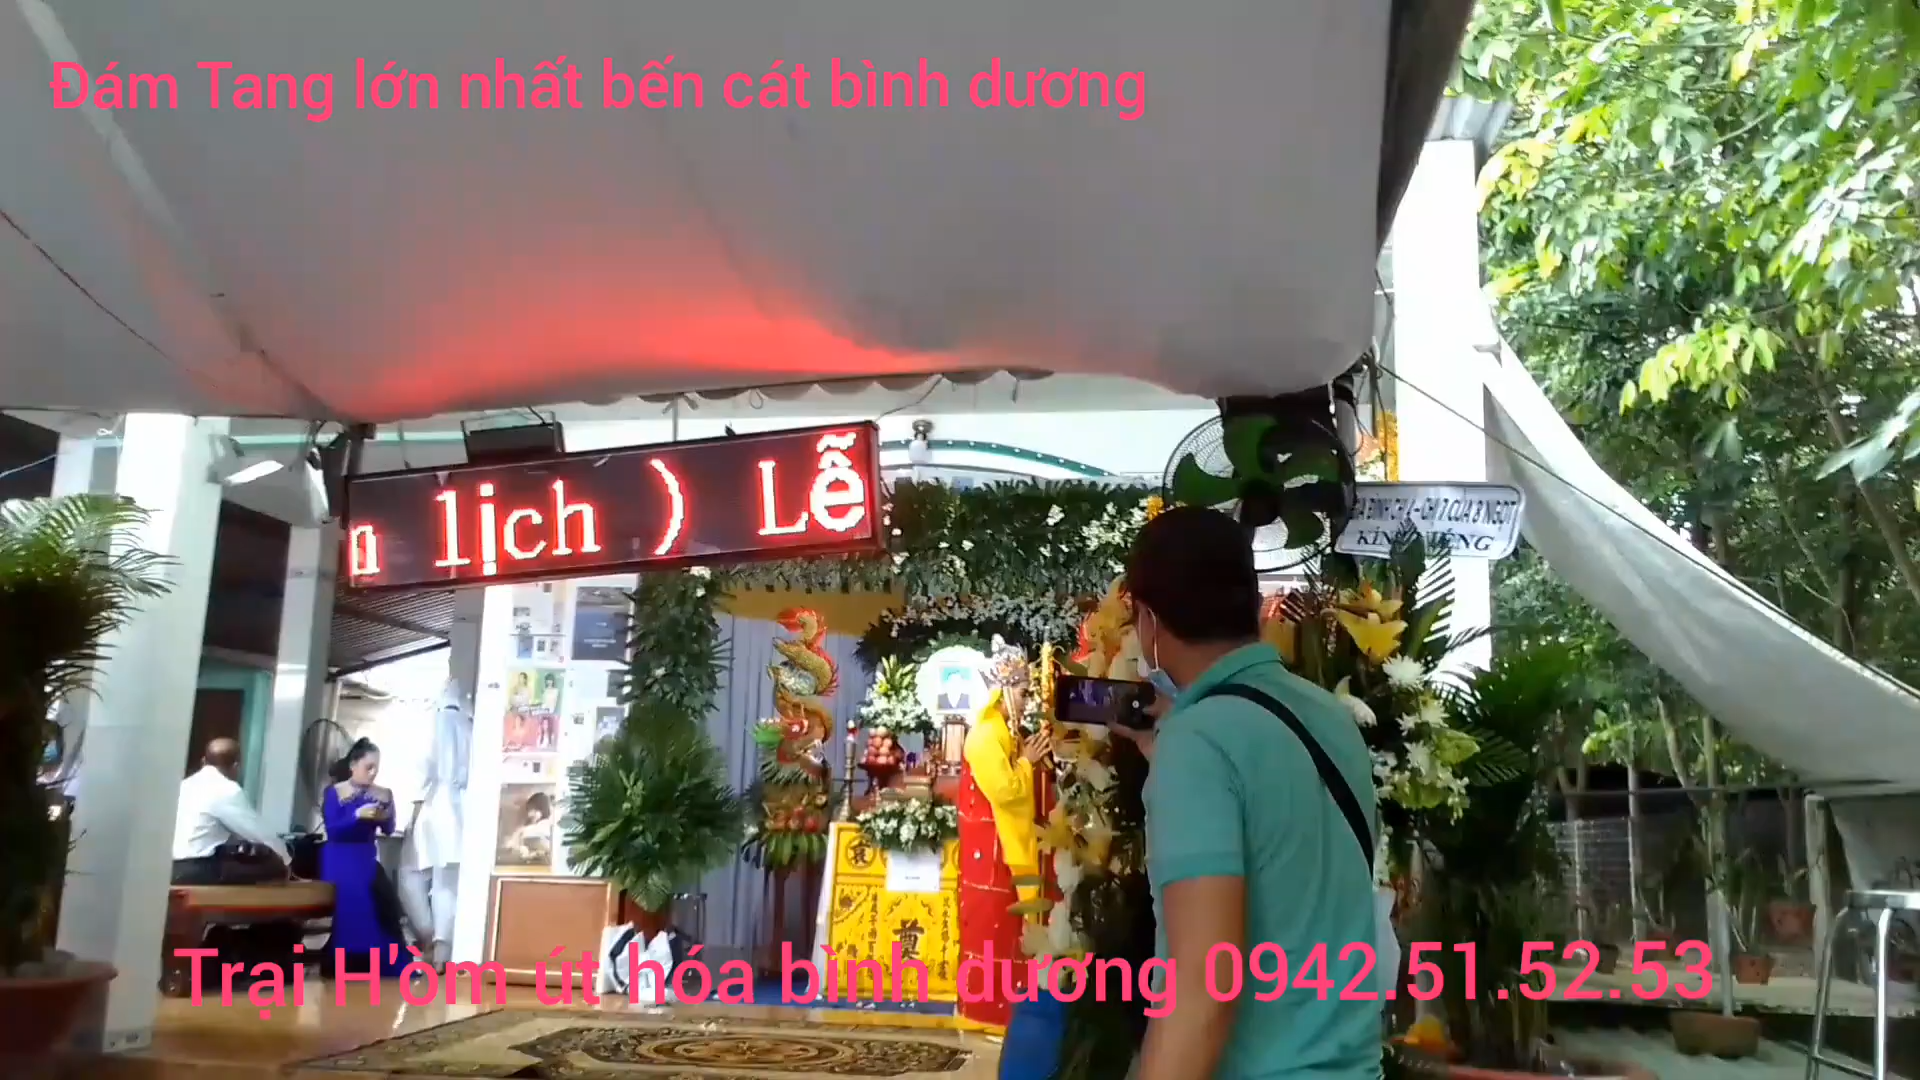 Đám Tang lớn nhất bến cát bình dương
n lịch ) Lễ
KÍNH VIẾNG
Trại H'òm út hóa bình dương 0942.51.52.53